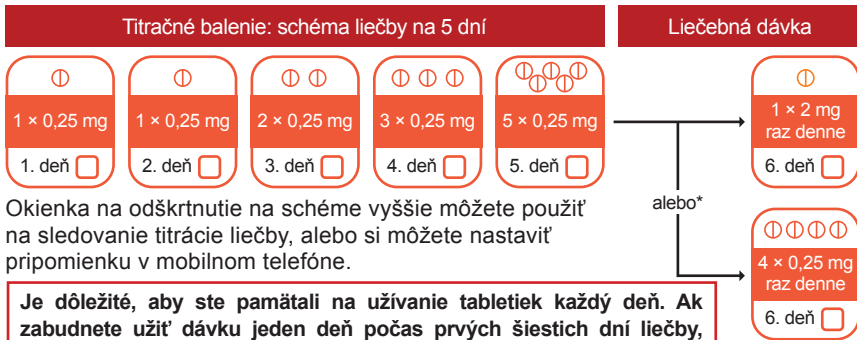 Titračné balenie: schéma liečby na 5 dní
Liečebná dávka
1 × 0,25 mg
1. deň
1 × 0,25 mg
2. deň
2 × 0,25 mg
3. deň
3 × 0,25 mg
4. deň
5 × 0,25 mg
5. deň
1 × 2 mg
raz denne
6. deň
alebo*
4 × 0,25 mg
raz denne
6. deň
Okienka na odškrtnutie na schéme vyššie môžete použiť
na sledovanie titrácie liečby, alebo si môžete nastaviť
pripomienku v mobilnom telefóne.
Je dôležité, aby ste pamätali na užívanie tabletiek každý deň. Ak
zabudnete užiť dávku jeden deň počas prvých šiestich dní liečby,